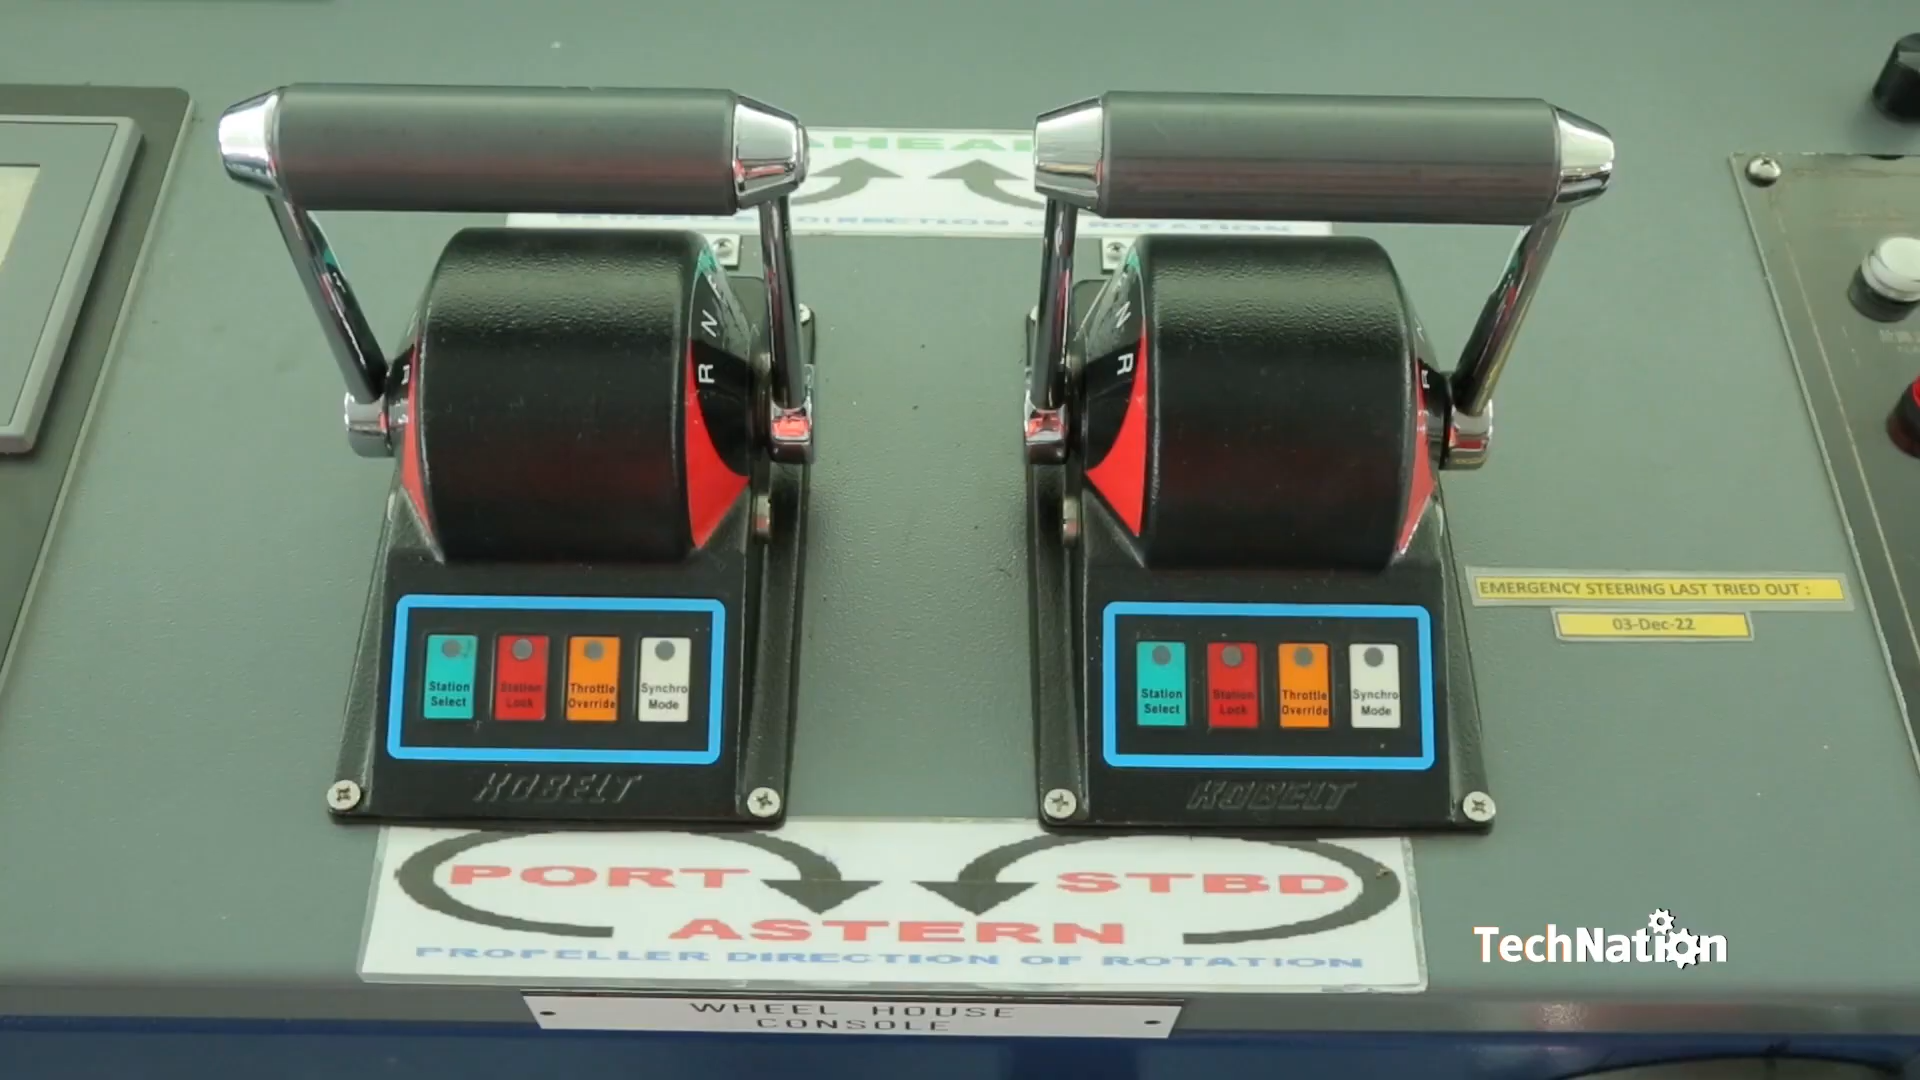 AHEAD
PROPELLER DIRECTION OF ROTATION
N
R
R
N
R
N
R
EMERGENCY STEERING LAST TRIED OUT :
03-Dec-22
Station Select
Station Lock
Throttle Override
Synchro Mode
Station Select
Station Lock
Throttle Override
Synchro Mode
KOBELT
KOBELT
PORT
STBD
ASTERN
PROPELLER DIRECTION OF ROTATION
TechNation
WHEEL HOUSE
CONSOLE